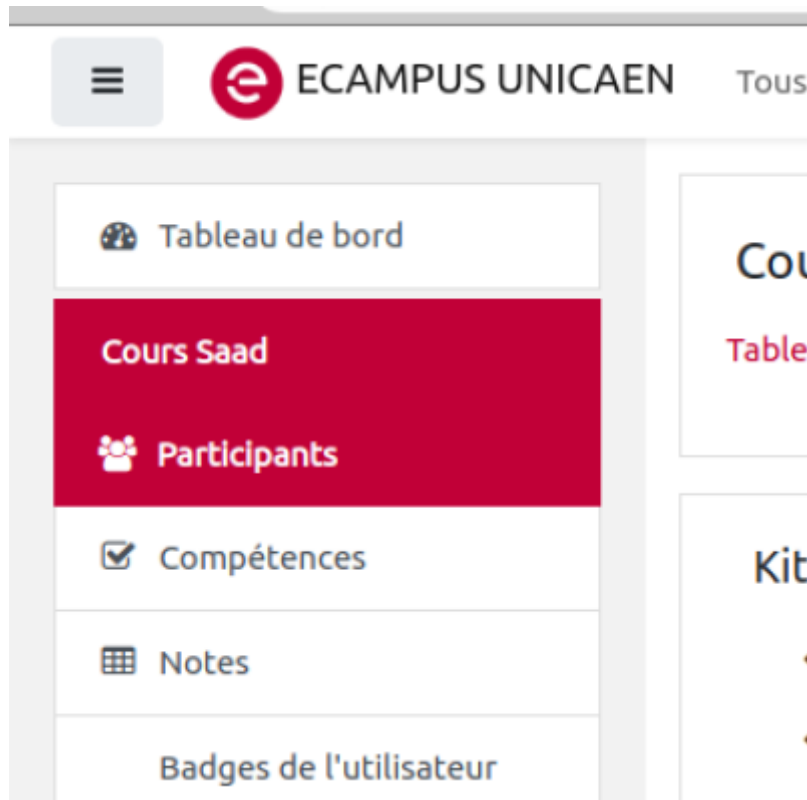 ECAMPUS UNICAEN Tous
Tableau de bord
Cours Saad
Participants
Compétences
Notes
Badges de l'utilisateur
Cou
Table
Kit